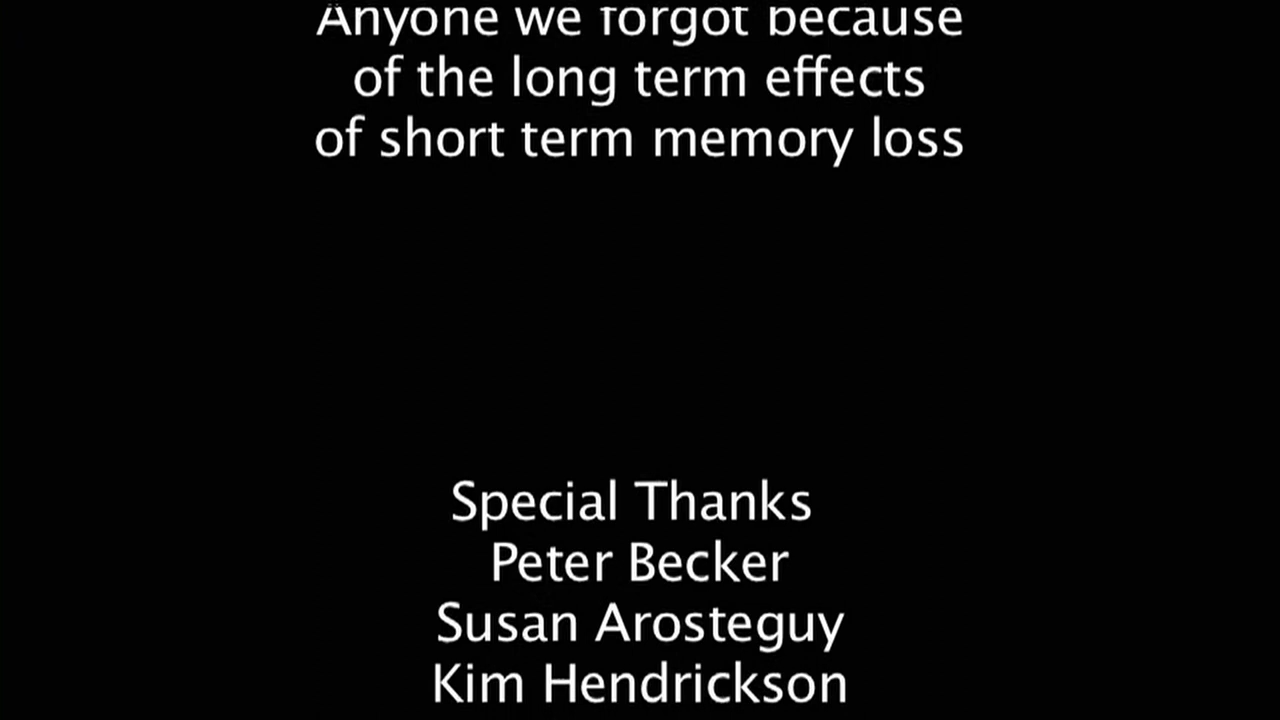 Anyone we forgot because
of the long term effects
of short term memory loss
Special Thanks
Peter Becker
Susan Arosteguy
Kim Hendrickson